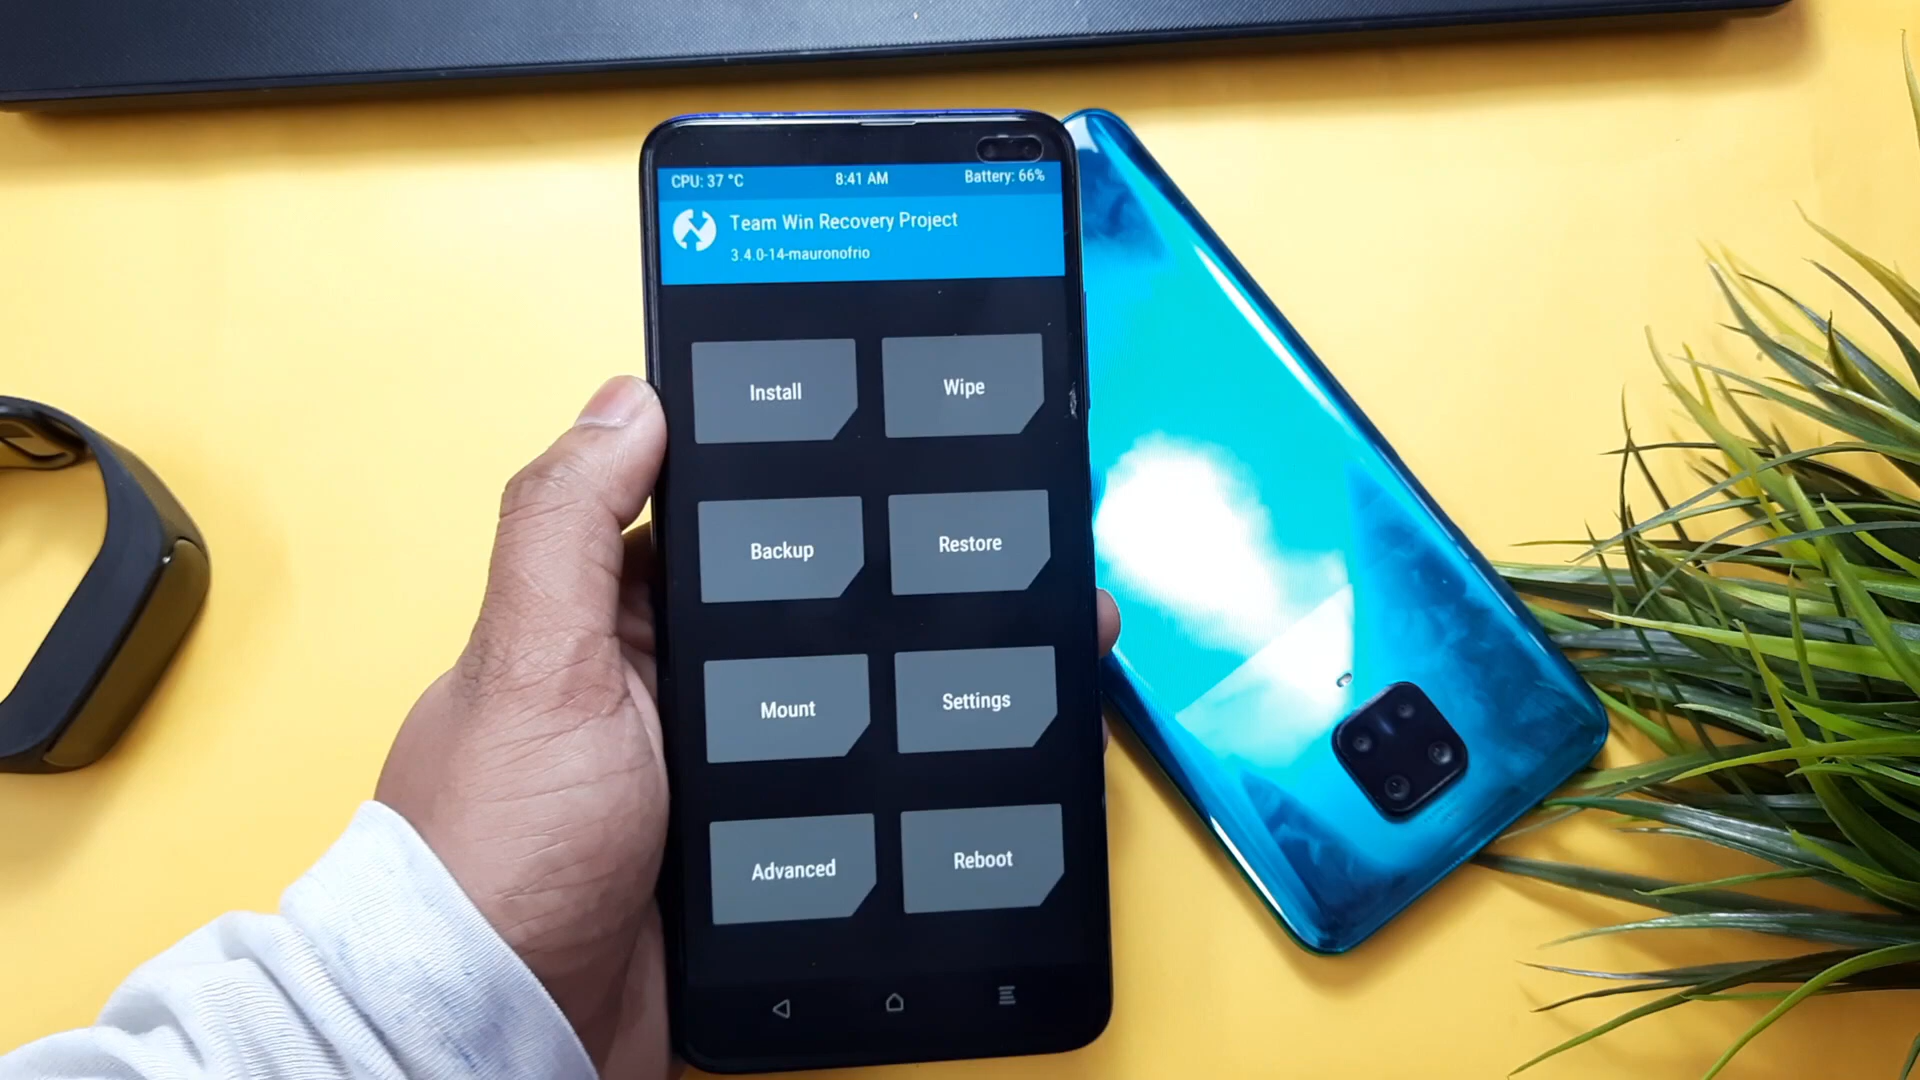 CPU: 37 °C 8:41 AM Battery: 66%
Team Win Recovery Project
3.4.0-14-mauronofrio
Install Wipe
Backup Restore
Mount Settings
Advanced Reboot